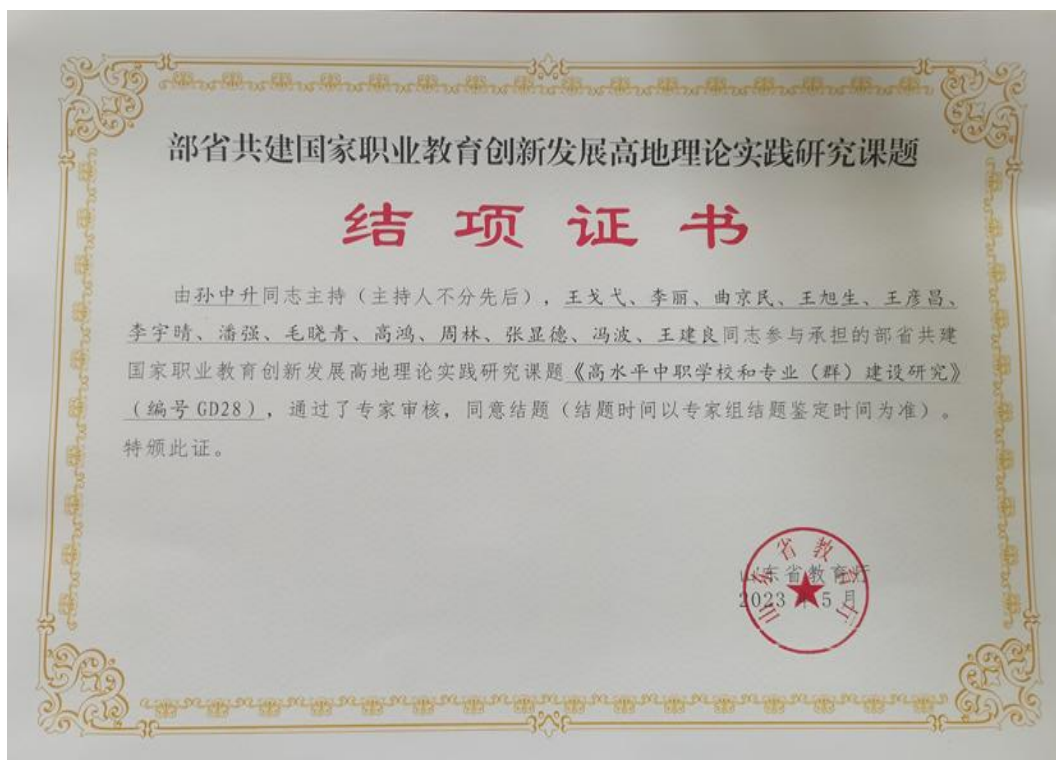 部省共建国家职业教育创新发展高地理论实践研究课题
结项证书
由孙中升同志主持（主持人不分先后），王戈弋、李丽、曲京民、王旭生、王彦昌、
李宇晴、潘强、毛晓青、高鸿、周林、张显德、冯波、王建良同志参与承担的部省共建
国家职业教育创新发展高地理论实践研究课题《高水平中职学校和专业（群）建设研究》
（编号GD28），通过了专家审核，同意结题（结题时间以专家组结题鉴定时间为准）。
特颁此证。
山东省教育厅
山东省教育厅
2023年5月